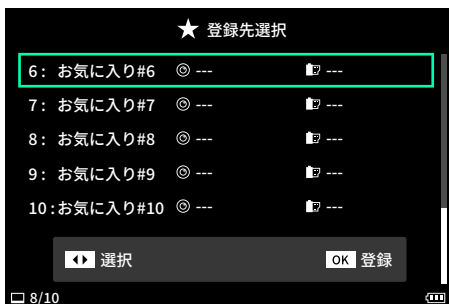 ★ 登録先選択
6: お気に入り#6 --- ---
7: お気に入り#7 --- ---
8: お気に入り#8 --- ---
9: お気に入り#9 --- ---
10:お気に入り#10 --- ---
選択 OK 登録
8/10